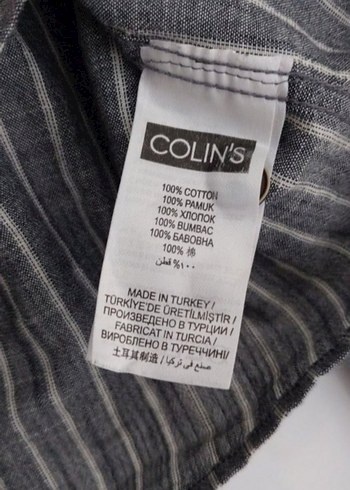 COLIN'S
100% COTTON
100% PAMUK
100% ХЛОПОК
100% BUMBAC
100% БАВОВНА
100% 棉
١٠٠% قطن
MADE IN TURKEY /
TÜRKİYE'DE ÜRETİLMİŞTİR /
ПРОИЗВЕДЕНО В ТУРЦИИ /
FABRICAT IN TURCIA /
ВИРОБЛЕНО В ТУРЕЧЧИНІ/
土耳其制造 / صنع في تركيا